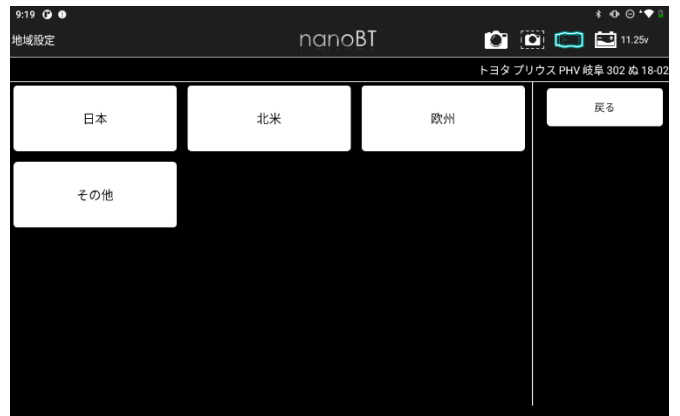 9:19
地域設定
nanoBT
11.25v
トヨタ プリウス PHV 岐阜 302 ぬ 18-02
日本
北米
欧州
戻る
その他